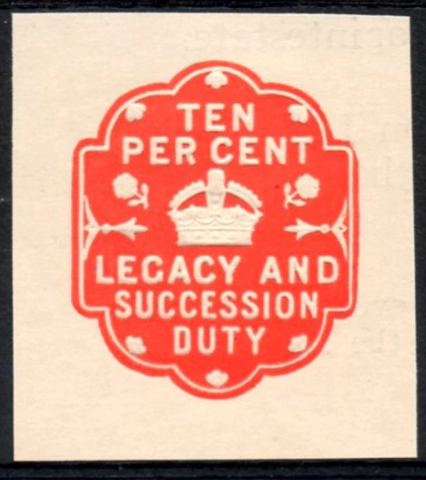 TEN
PER CENT
LEGACY AND
SUCCESSION
DUTY